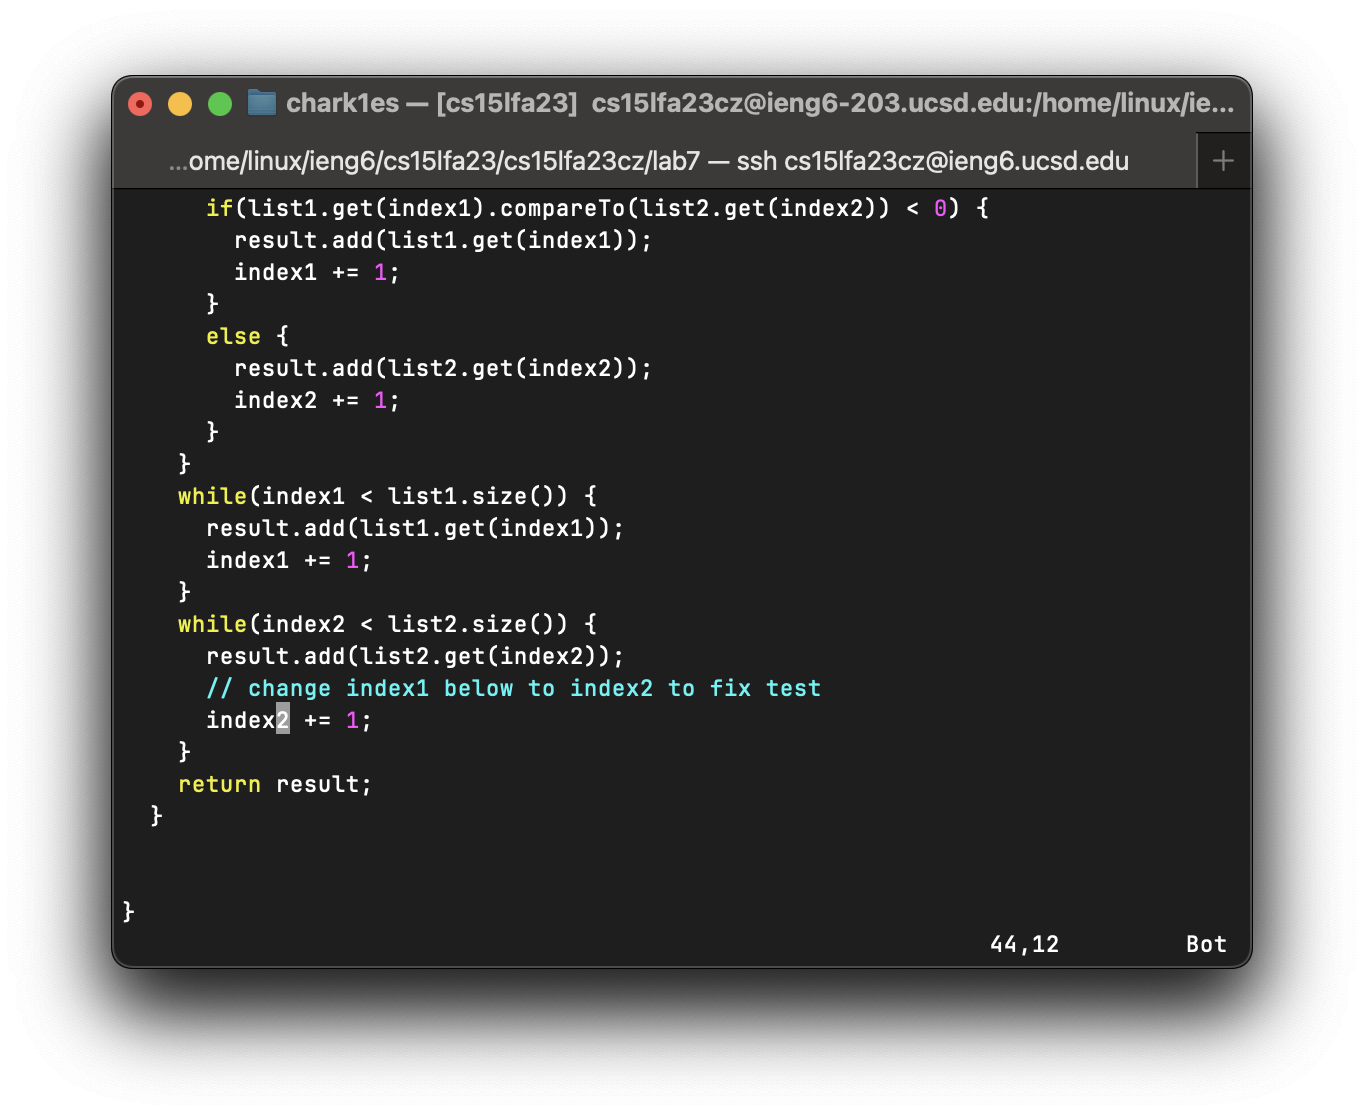 chark1es — [cs15lfa23] cs15lfa23cz@ieng6-203.ucsd.edu:/home/linux/ie...
...ome/linux/ieng6/cs15lfa23/cs15lfa23cz/lab7 — ssh cs15lfa23cz@ieng6.ucsd.edu +
      if(list1.get(index1).compareTo(list2.get(index2)) < 0) {
        result.add(list1.get(index1));
        index1 += 1;
      }
      else {
        result.add(list2.get(index2));
        index2 += 1;
      }
    }
    while(index1 < list1.size()) {
      result.add(list1.get(index1));
      index1 += 1;
    }
    while(index2 < list2.size()) {
      result.add(list2.get(index2));
      // change index1 below to index2 to fix test
      index2 += 1;
    }
    return result;
  }
}
44,12 Bot